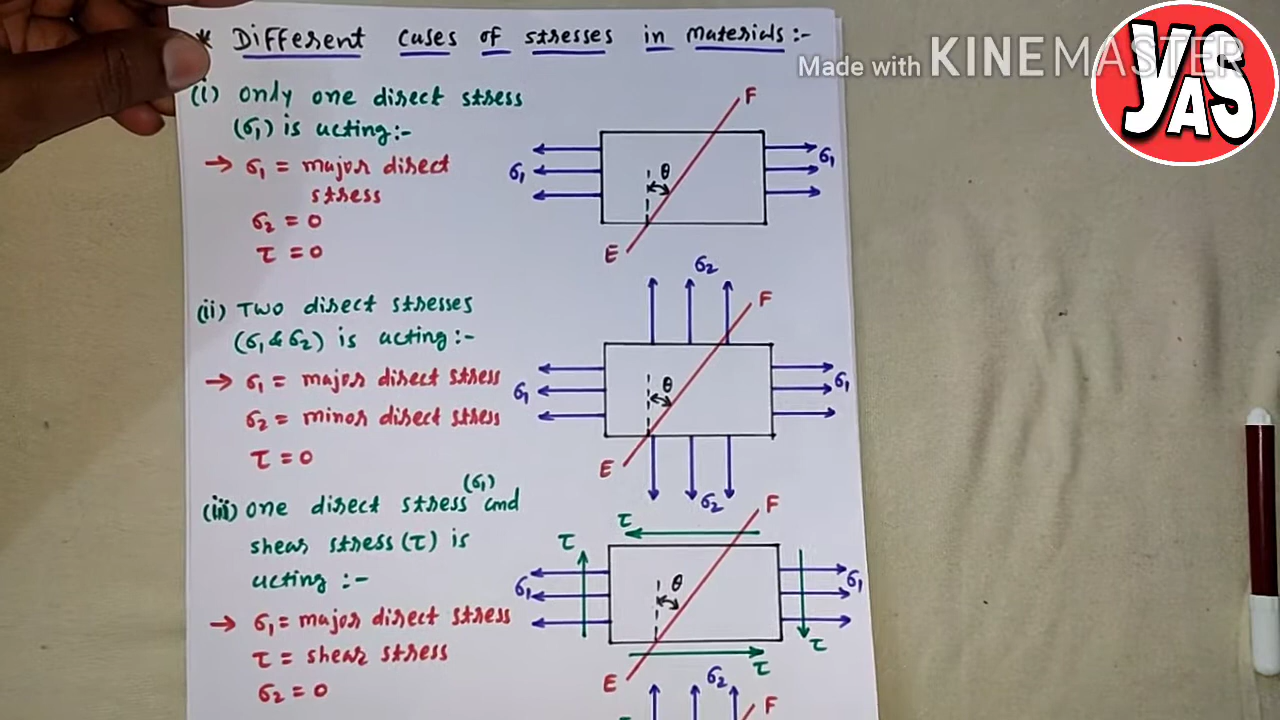 * Different cases of stresses in materials :-
Made with KINEMASTER
YAS
(i) only one direct stress
(σ1) is acting:-
→ σ1 = major direct
stress
σ2 = 0
τ = 0
F
σ1
σ1
θ
E
(ii) Two direct stresses
(σ1 & σ2) is acting:-
→ σ1 = major direct stress
σ2 = minor direct stress
τ = 0
σ2
F
σ1
σ1
θ
E
σ2
(iii) one direct stress (σ1) and
shear stress (τ) is
acting :-
→ σ1 = major direct stress
τ = shear stress
σ2 = 0
F
τ
τ
σ1
σ1
θ
τ
τ
E
σ2
F